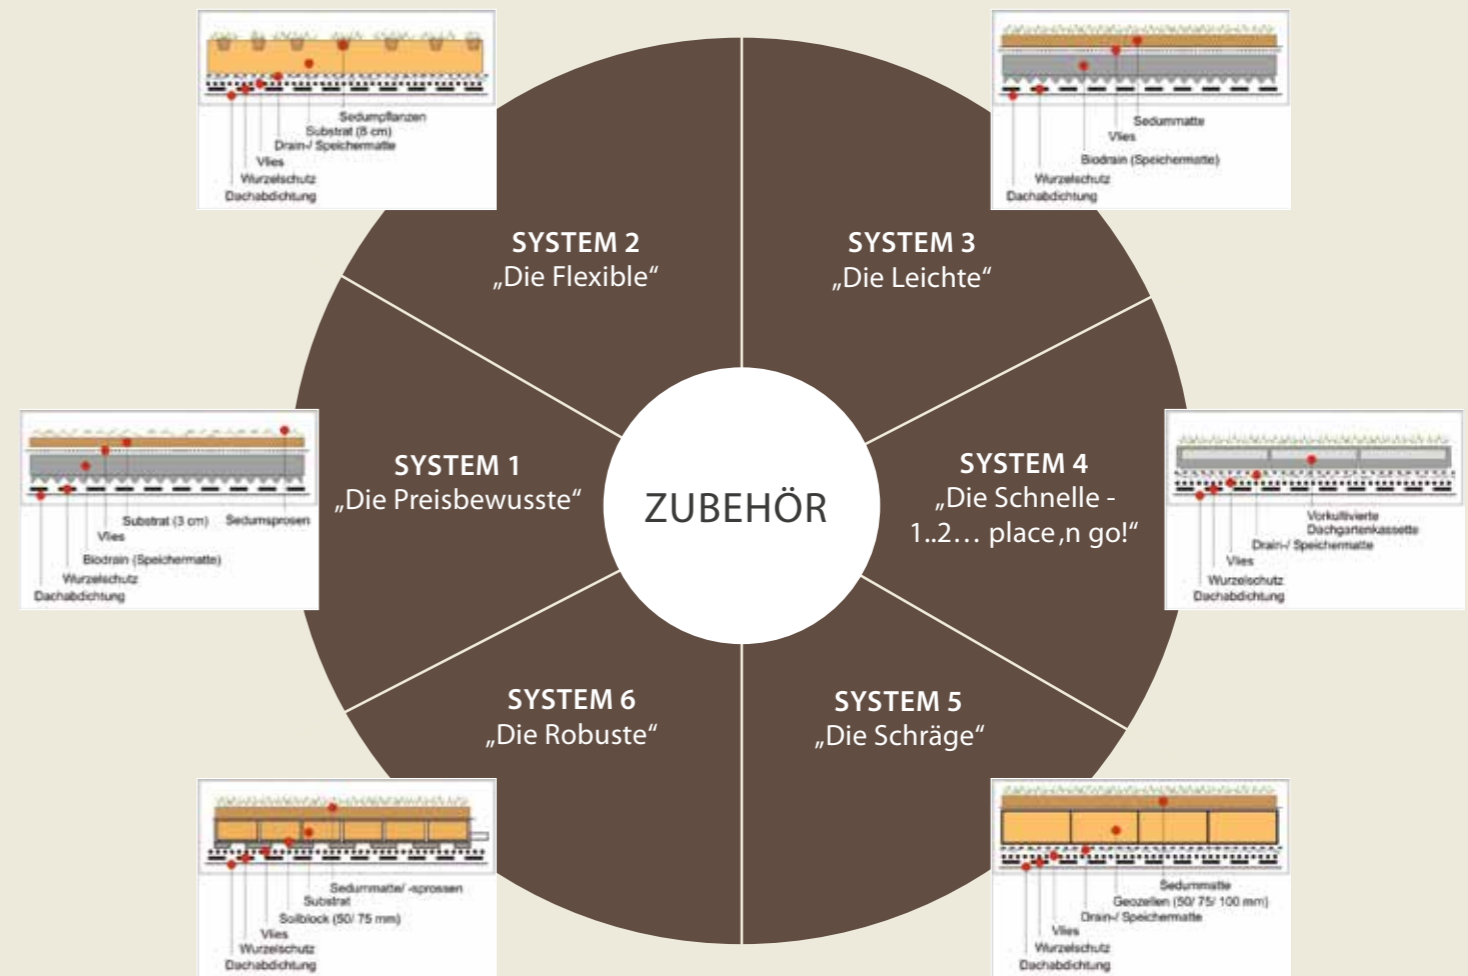 Sedumpflanzen
Substrat (8 cm)
Drain-/ Speichermatte
Vlies
Wurzelschutz
Dachabdichtung
Sedummatte
Vlies
Biodrain (Speichermatte)
Wurzelschutz
Dachabdichtung
SYSTEM 2
„Die Flexible“
SYSTEM 3
„Die Leichte“
SYSTEM 1
„Die Preisbewusste“
ZUBEHÖR
SYSTEM 4
„Die Schnelle -
1..2... place ‚n go!“
Substrat (3 cm) Sedumsprosen
Vlies
Biodrain (Speichermatte)
Wurzelschutz
Dachabdichtung
Vorkultivierte
Dachgartenkassette
Drain-/ Speichermatte
Vlies
Wurzelschutz
Dachabdichtung
SYSTEM 6
„Die Robuste“
SYSTEM 5
„Die Schräge“
Sedummatte/ -sprossen
Substrat
Soilblock (50/ 75 mm)
Vlies
Wurzelschutz
Dachabdichtung
Sedummatte
Geozellen (50/ 75/ 100 mm)
Drain-/ Speichermatte
Vlies
Wurzelschutz
Dachabdichtung